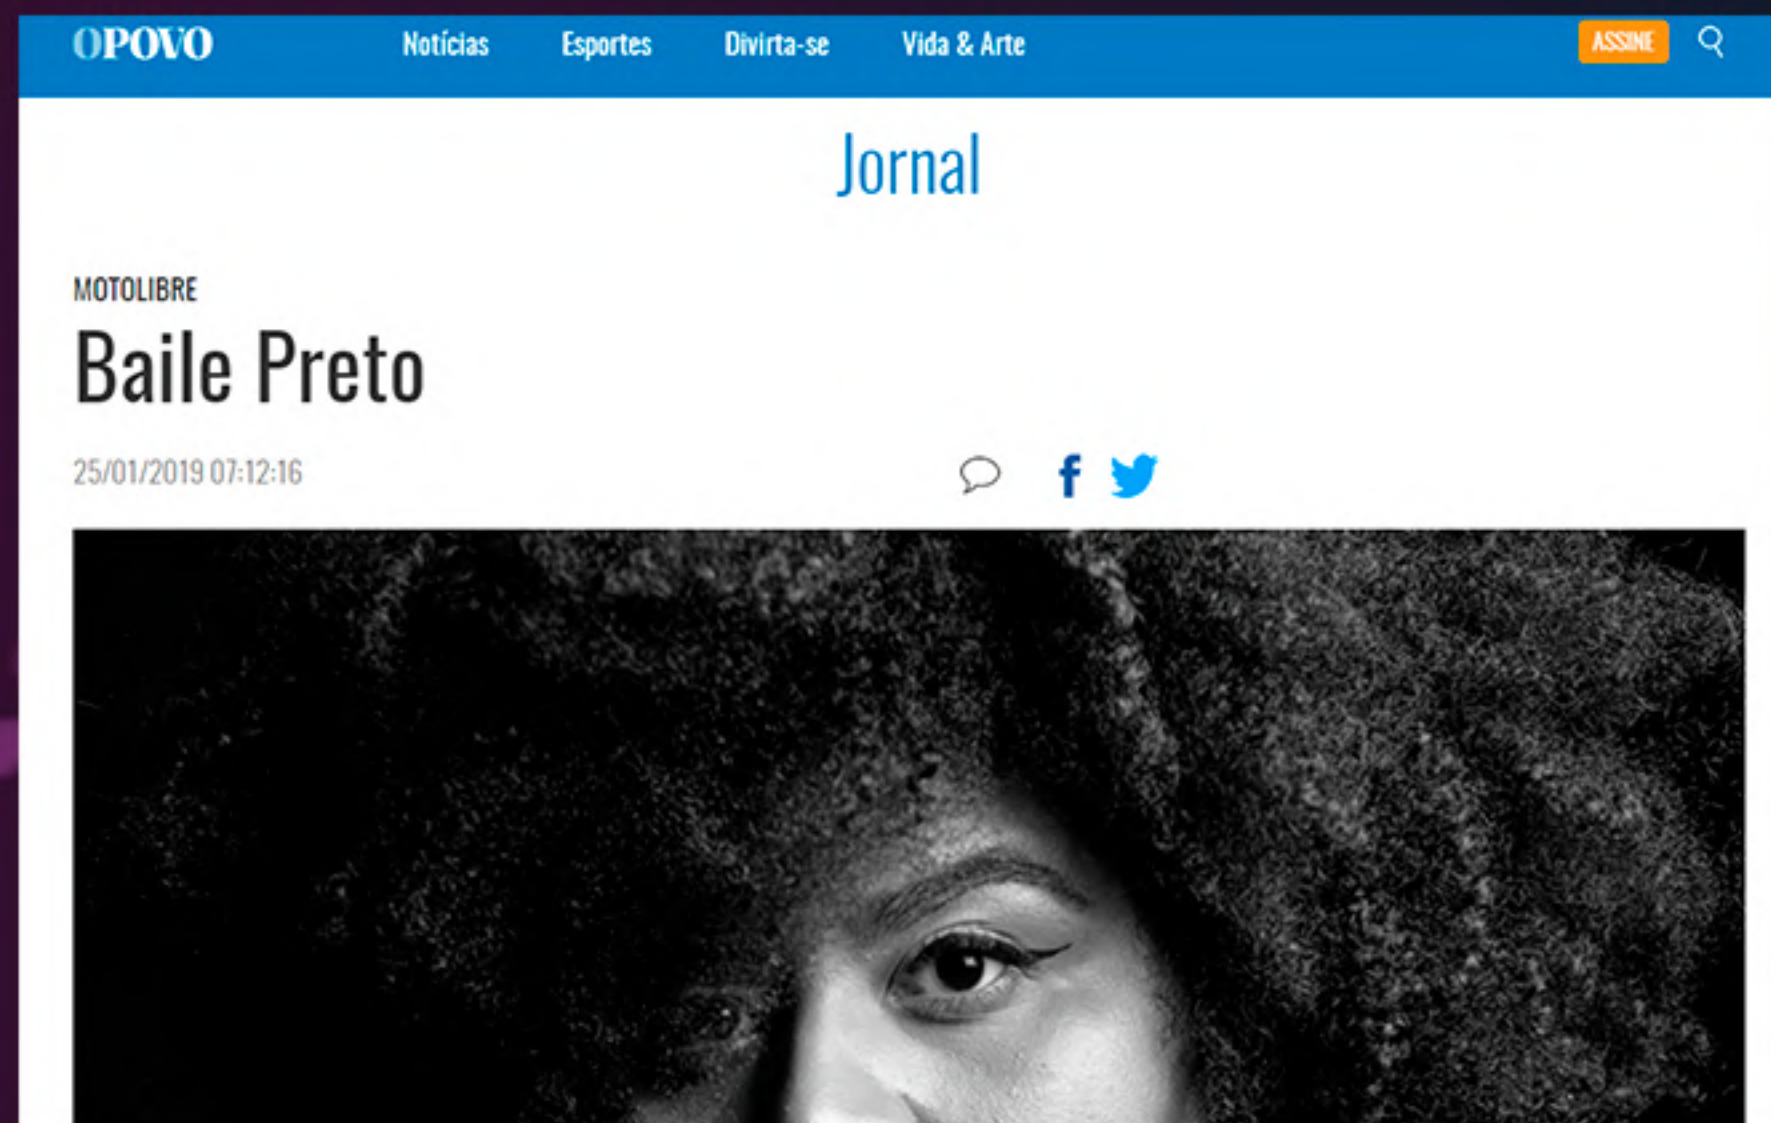 OPOVO Notícias Esportes Divirta-se Vida & Arte ASSINE
Jornal
MOTOLIBRE
Baile Preto
25/01/2019 07:12:16